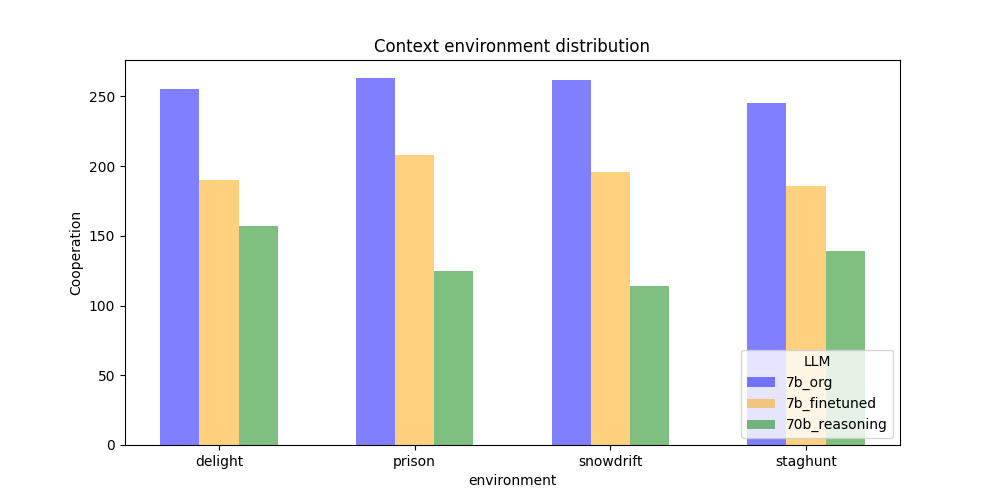 Context environment distribution
Cooperation
250
200
150
100
50
0
delight prison snowdrift staghunt
environment
LLM
7b_org
7b_finetuned
70b_reasoning